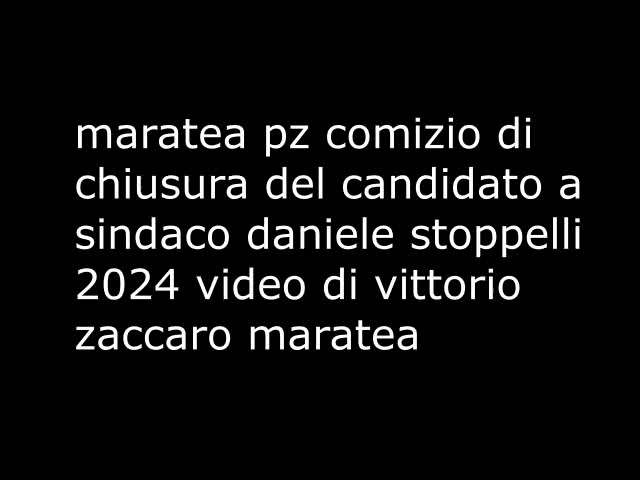 maratea pz comizio di
chiusura del candidato a
sindaco daniele stoppelli
2024 video di vittorio
zaccaro maratea